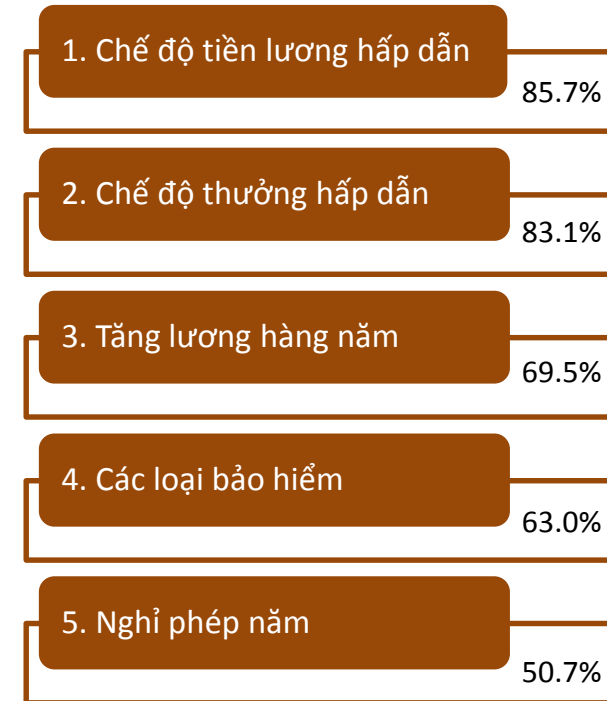 1. Chế độ tiền lương hấp dẫn
85.7%
2. Chế độ thưởng hấp dẫn
83.1%
3. Tăng lương hàng năm
69.5%
4. Các loại bảo hiểm
63.0%
5. Nghỉ phép năm
50.7%